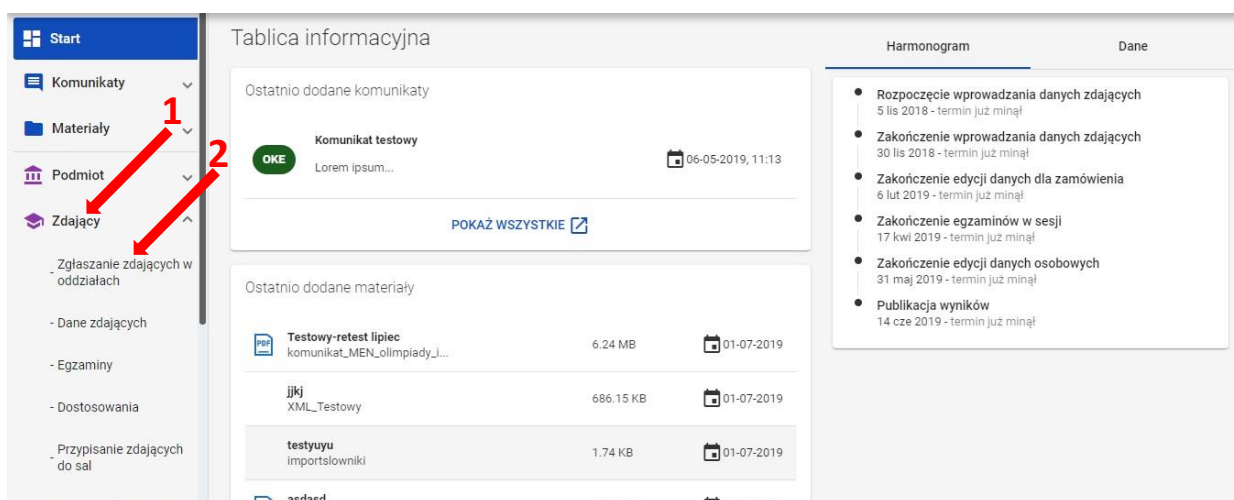 Start
Komunikaty
Materiały
Podmiot
Zdający
- Zgłaszanie zdających w
oddziałach
- Dane zdających
- Egzaminy
- Dostosowania
- Przypisanie zdających
do sal
1
2
Tablica informacyjna
Ostatnio dodane komunikaty
OKE
Komunikat testowy
Lorem ipsum...
06-05-2019, 11:13
POKAŻ WSZYSTKIE
Ostatnio dodane materiały
PDF
Testowy-retest lipiec
komunikat_MEN_olimpiady_i...
6.24 MB
01-07-2019
jjkj
XML_Testowy
686.15 KB
01-07-2019
testyuyu
importslowniki
1.74 KB
01-07-2019
asdasd
Harmonogram
Dane
Rozpoczęcie wprowadzania danych zdających
5 lis 2018 - termin już minął
Zakończenie wprowadzania danych zdających
30 lis 2018 - termin już minął
Zakończenie edycji danych dla zamówienia
6 lut 2019 - termin już minął
Zakończenie egzaminów w sesji
17 kwi 2019 - termin już minął
Zakończenie edycji danych osobowych
31 maj 2019 - termin już minął
Publikacja wyników
14 cze 2019 - termin już minął